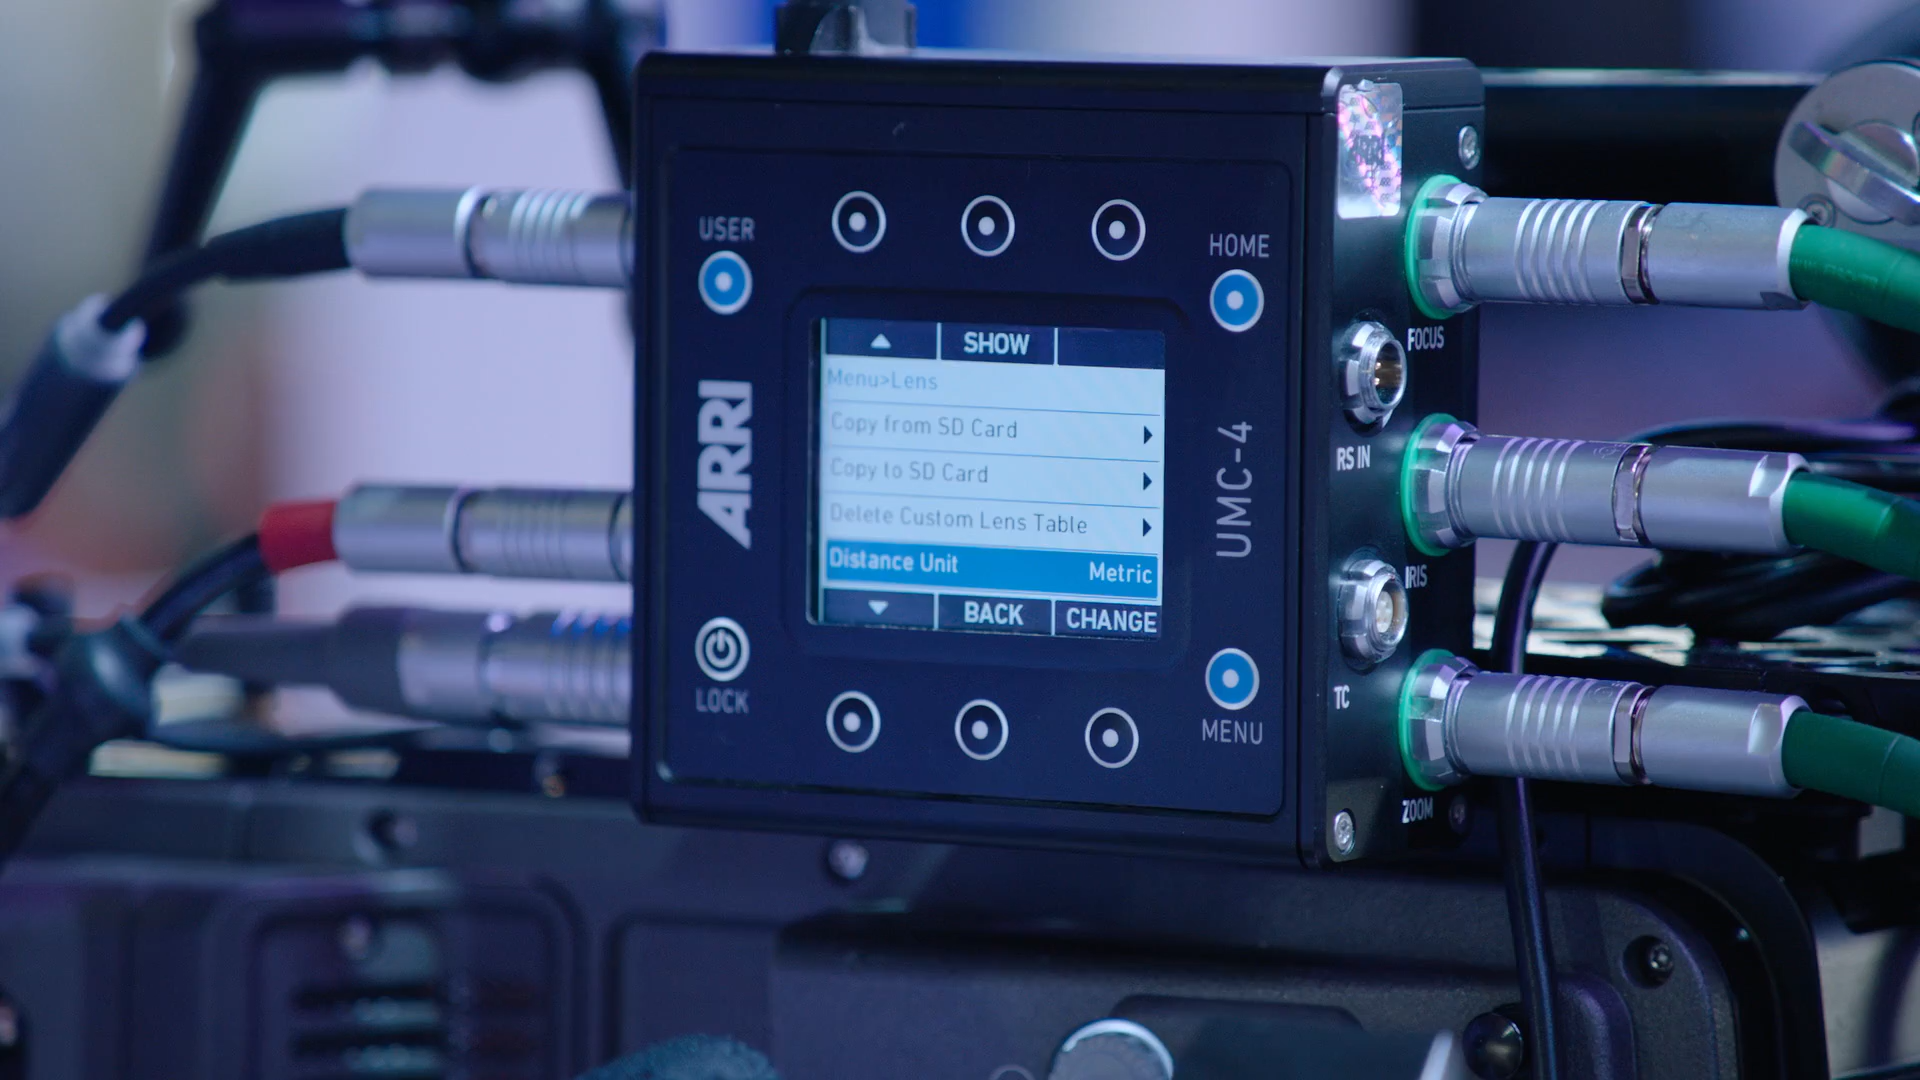 USER
HOME
SHOW
Menu>Lens
Copy from SD Card
Copy to SD Card
Delete Custom Lens Table
Distance Unit Metric
BACK CHANGE
ARRI
UMC-4
LOCK
MENU
FOCUS
RS IN
IRIS
TC
ZOOM